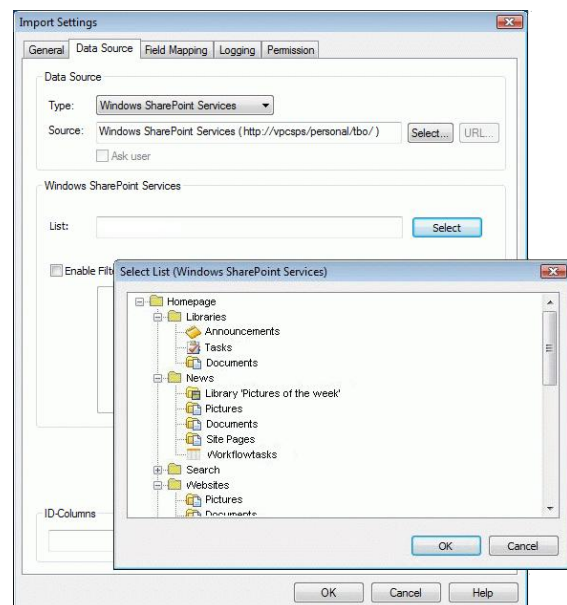 Import Settings
General Data Source Field Mapping Logging Permission
Data Source
Type: Windows SharePoint Services
Source: Windows SharePoint Services (http://vpcsps/personal/tbo/) Select... URL...
Ask user
Windows SharePoint Services
List: Select
Enable Filt
Select List (Windows SharePoint Services)
Homepage
Libraries
Announcements
Tasks
Documents
News
Library 'Pictures of the week'
Pictures
Documents
Site Pages
Workflowtasks
Search
Websites
Pictures
Documents
ID-Columns
OK Cancel
OK Cancel Help